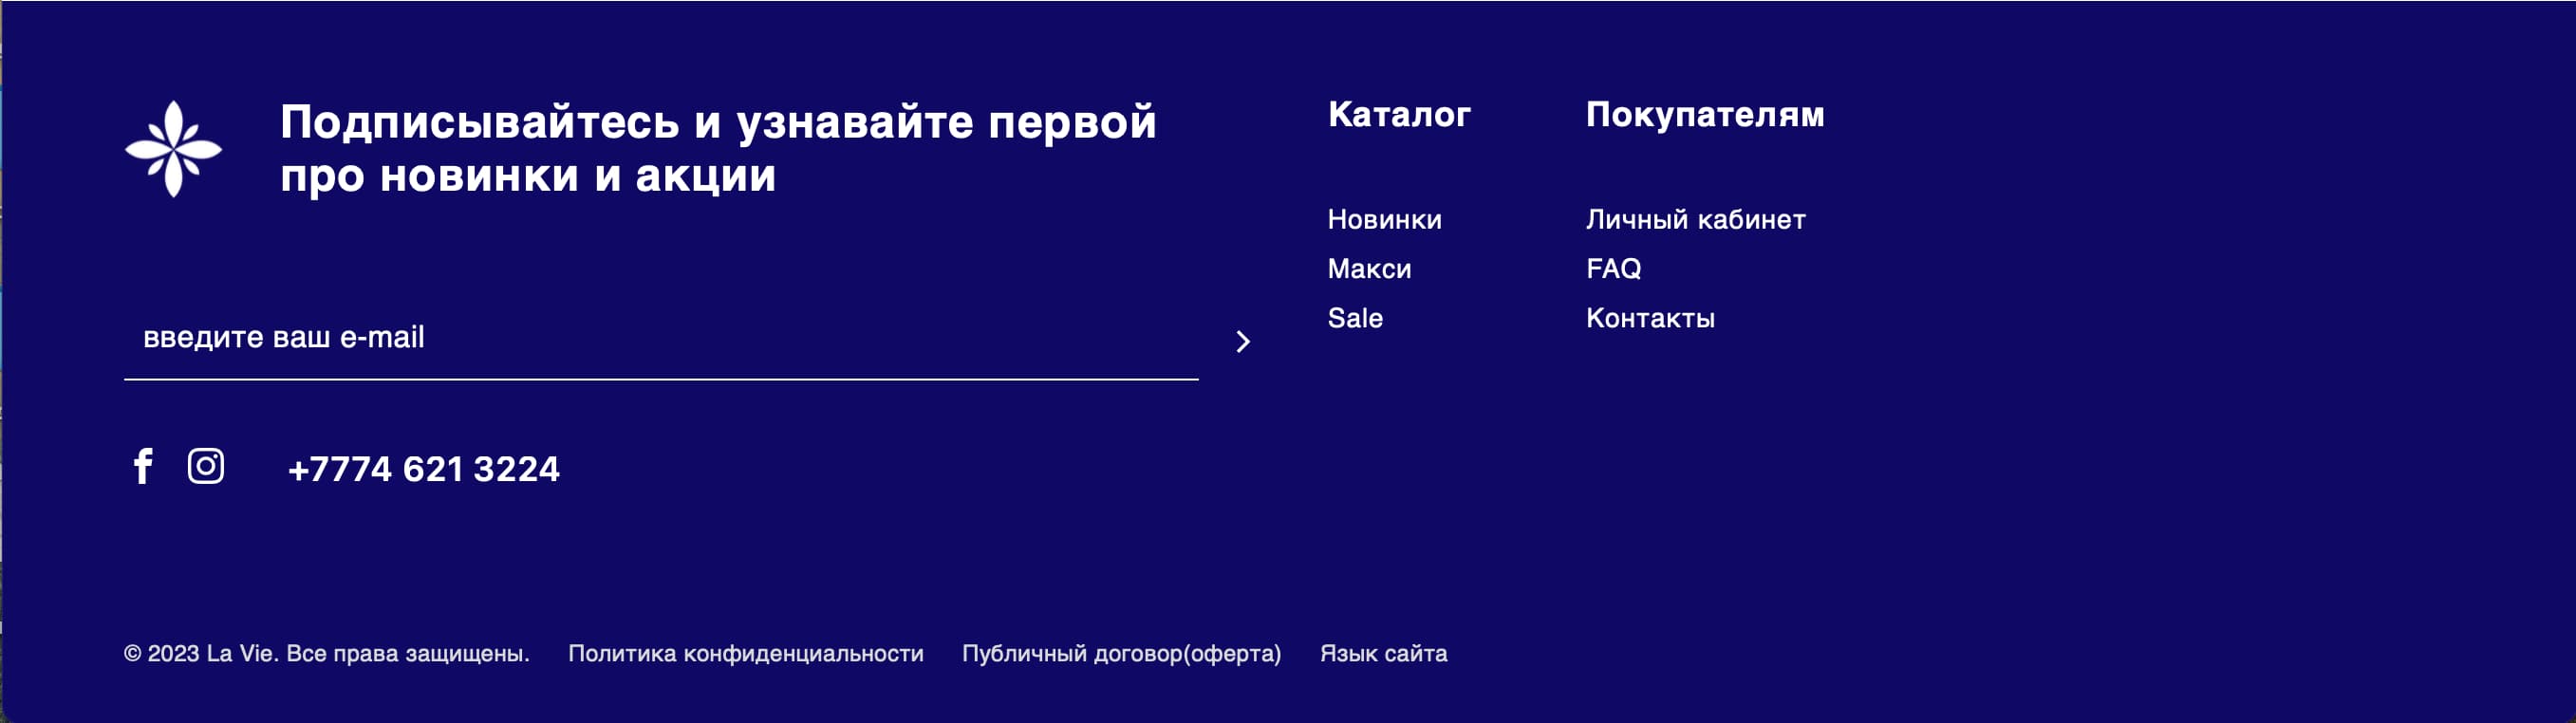 Подписывайтесь и узнавайте первой
про новинки и акции
введите ваш e-mail
+7774 621 3224
Каталог
Новинки
Макси
Sale
Покупателям
Личный кабинет
FAQ
Контакты
© 2023 La Vie. Все права защищены.
Политика конфиденциальности
Публичный договор(оферта)
Язык сайта